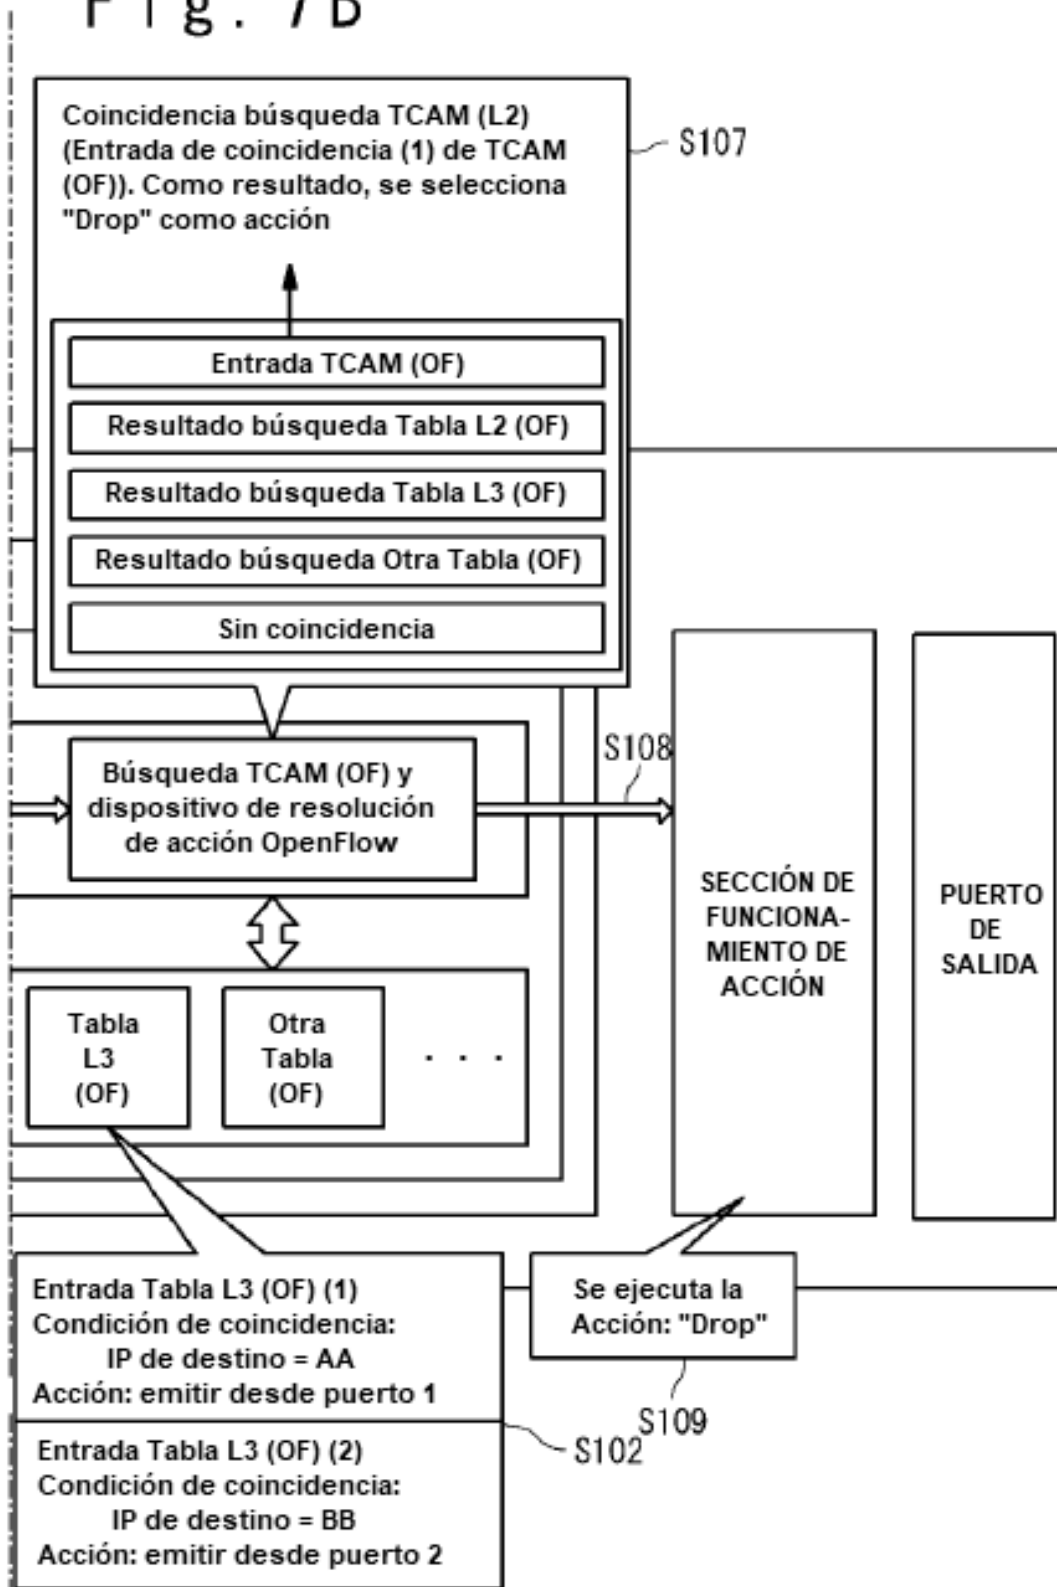 Fig. 7B
Coincidencia búsqueda TCAM (L2)
(Entrada de coincidencia (1) de TCAM
(OF)). Como resultado, se selecciona
"Drop" como acción
S107
Entrada TCAM (OF)
Resultado búsqueda Tabla L2 (OF)
Resultado búsqueda Tabla L3 (OF)
Resultado búsqueda Otra Tabla (OF)
Sin coincidencia
Búsqueda TCAM (OF) y
dispositivo de resolución
de acción OpenFlow
S108
SECCIÓN DE
FUNCIONA-
MIENTO DE
ACCIÓN
PUERTO
DE
SALIDA
Tabla
L3
(OF)
Otra
Tabla
(OF)
. . .
Entrada Tabla L3 (OF) (1)
Condición de coincidencia:
IP de destino = AA
Acción: emitir desde puerto 1
Se ejecuta la
Acción: "Drop"
S109
S102
Entrada Tabla L3 (OF) (2)
Condición de coincidencia:
IP de destino = BB
Acción: emitir desde puerto 2